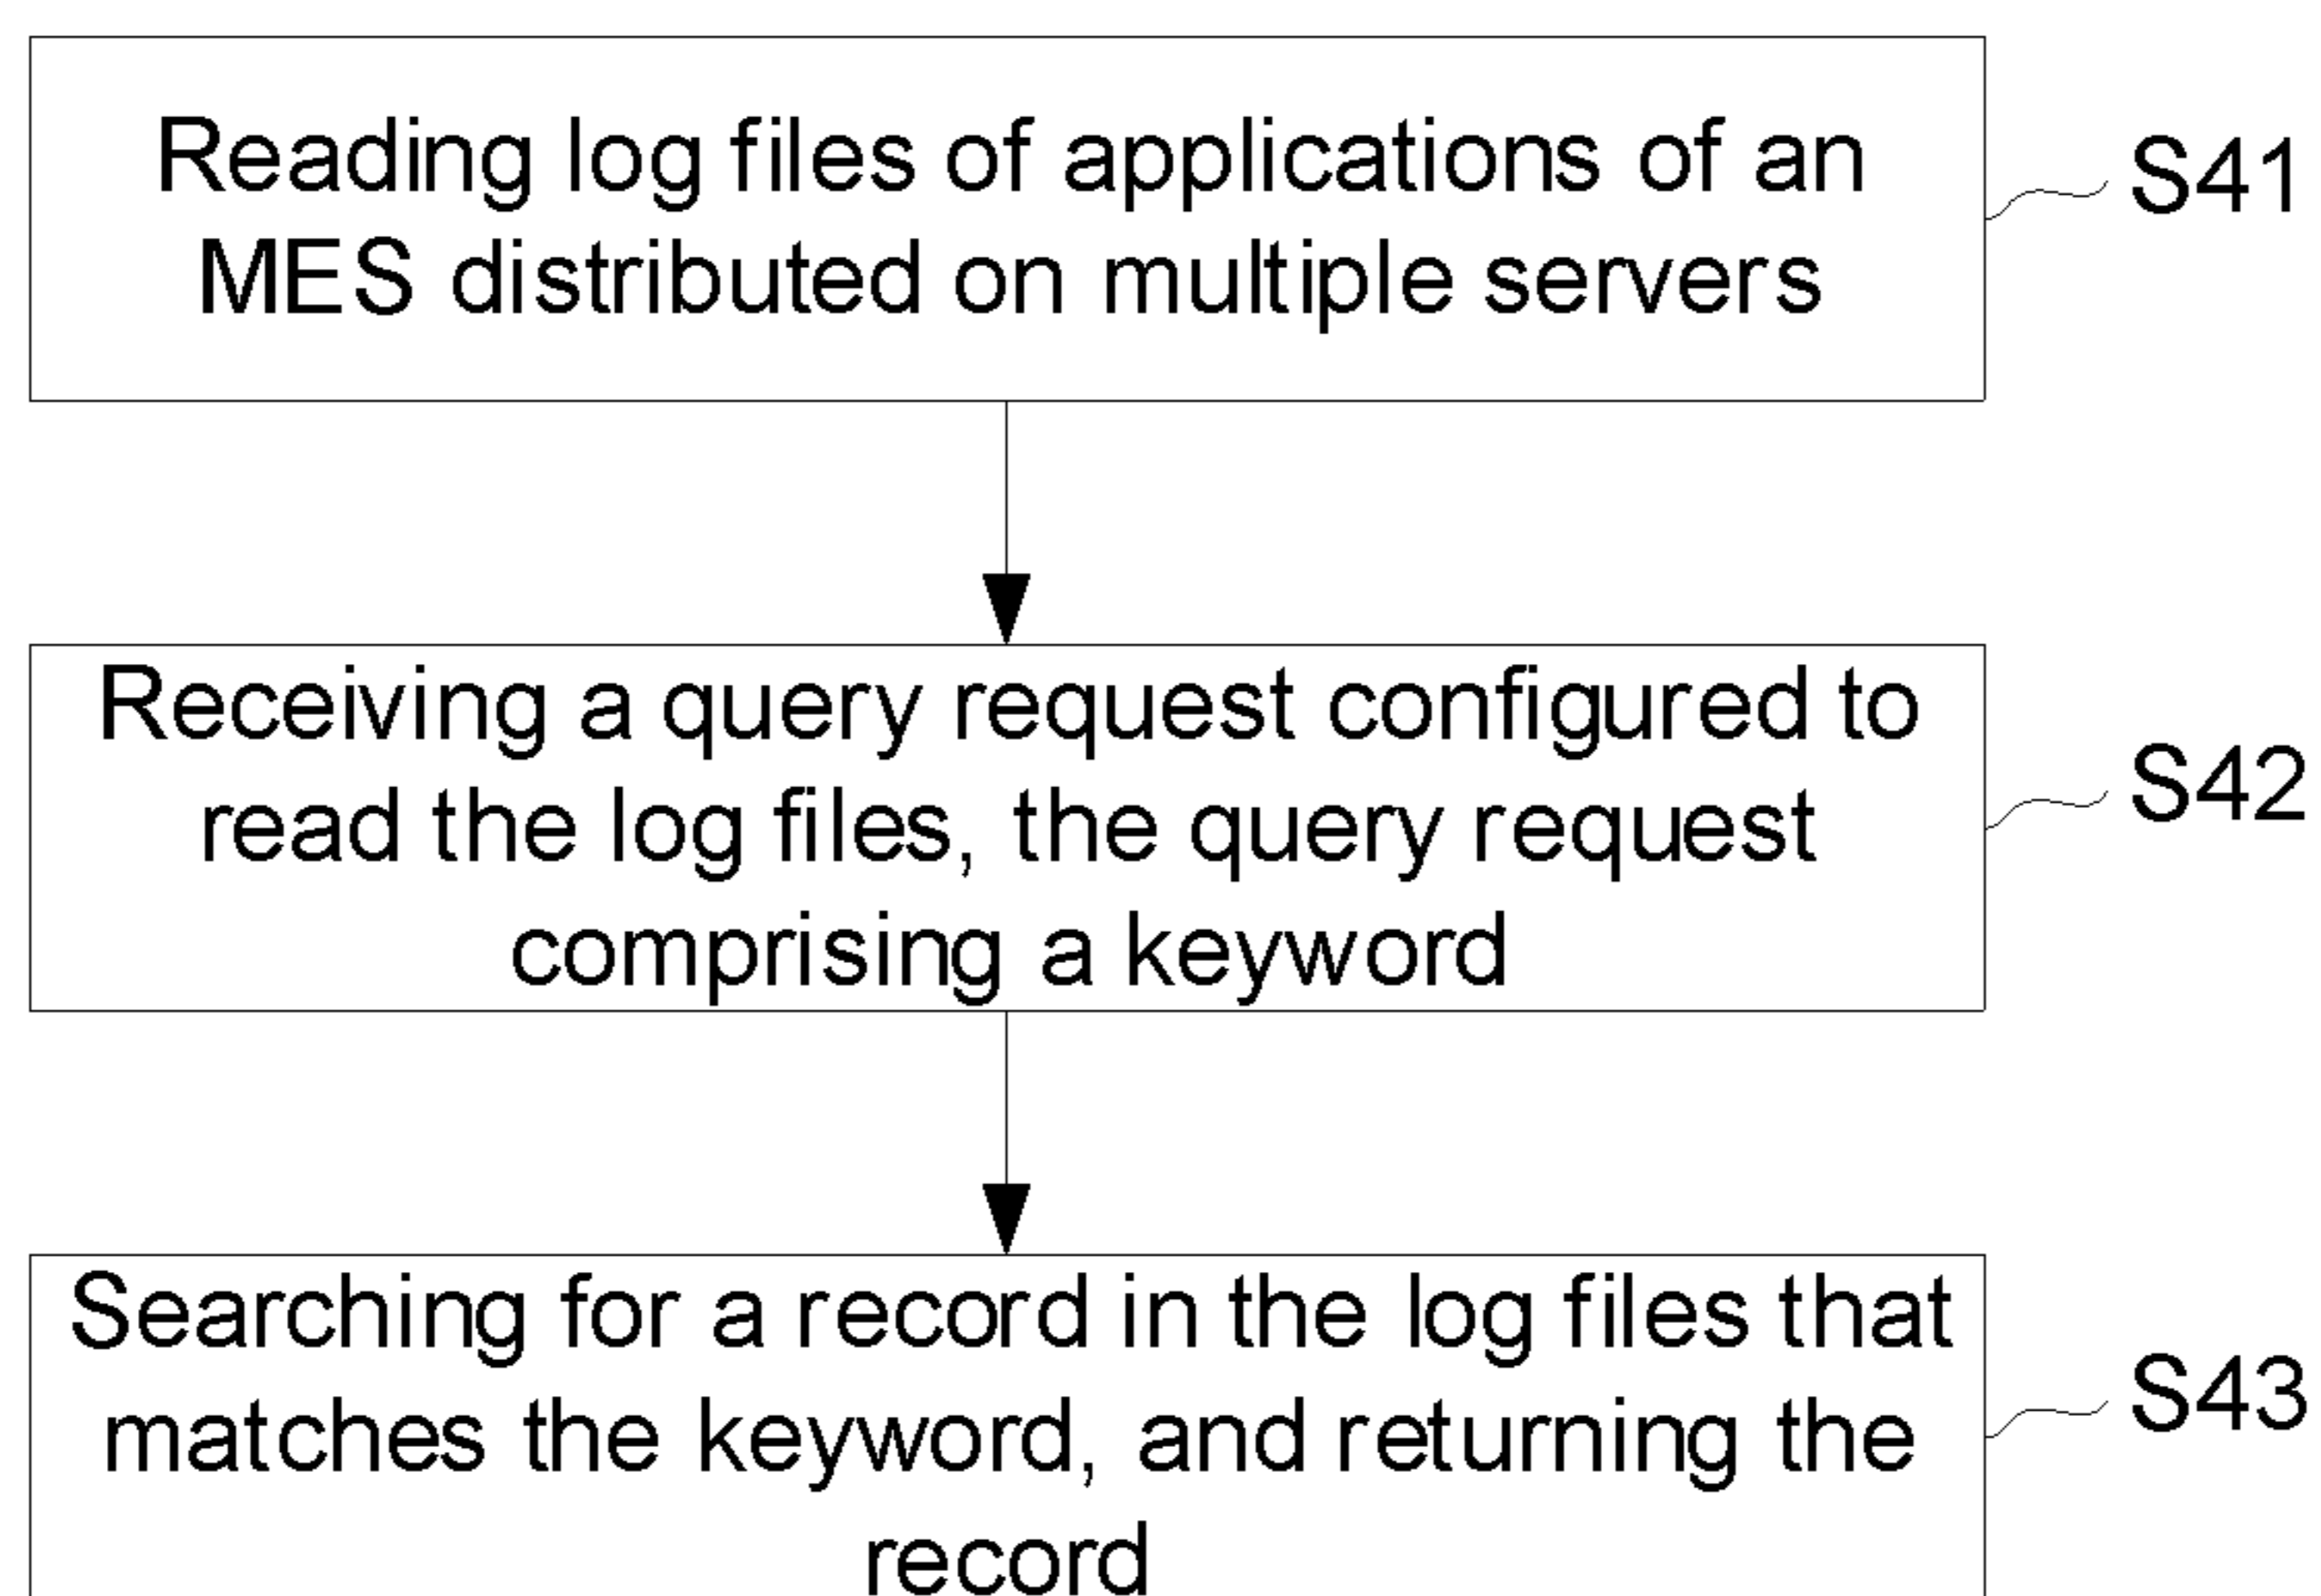 Reading log files of applications of an
MES distributed on multiple servers
S41
Receiving a query request configured to
read the log files, the query request
comprising a keyword
S42
Searching for a record in the log files that
matches the keyword, and returning the
record
S43